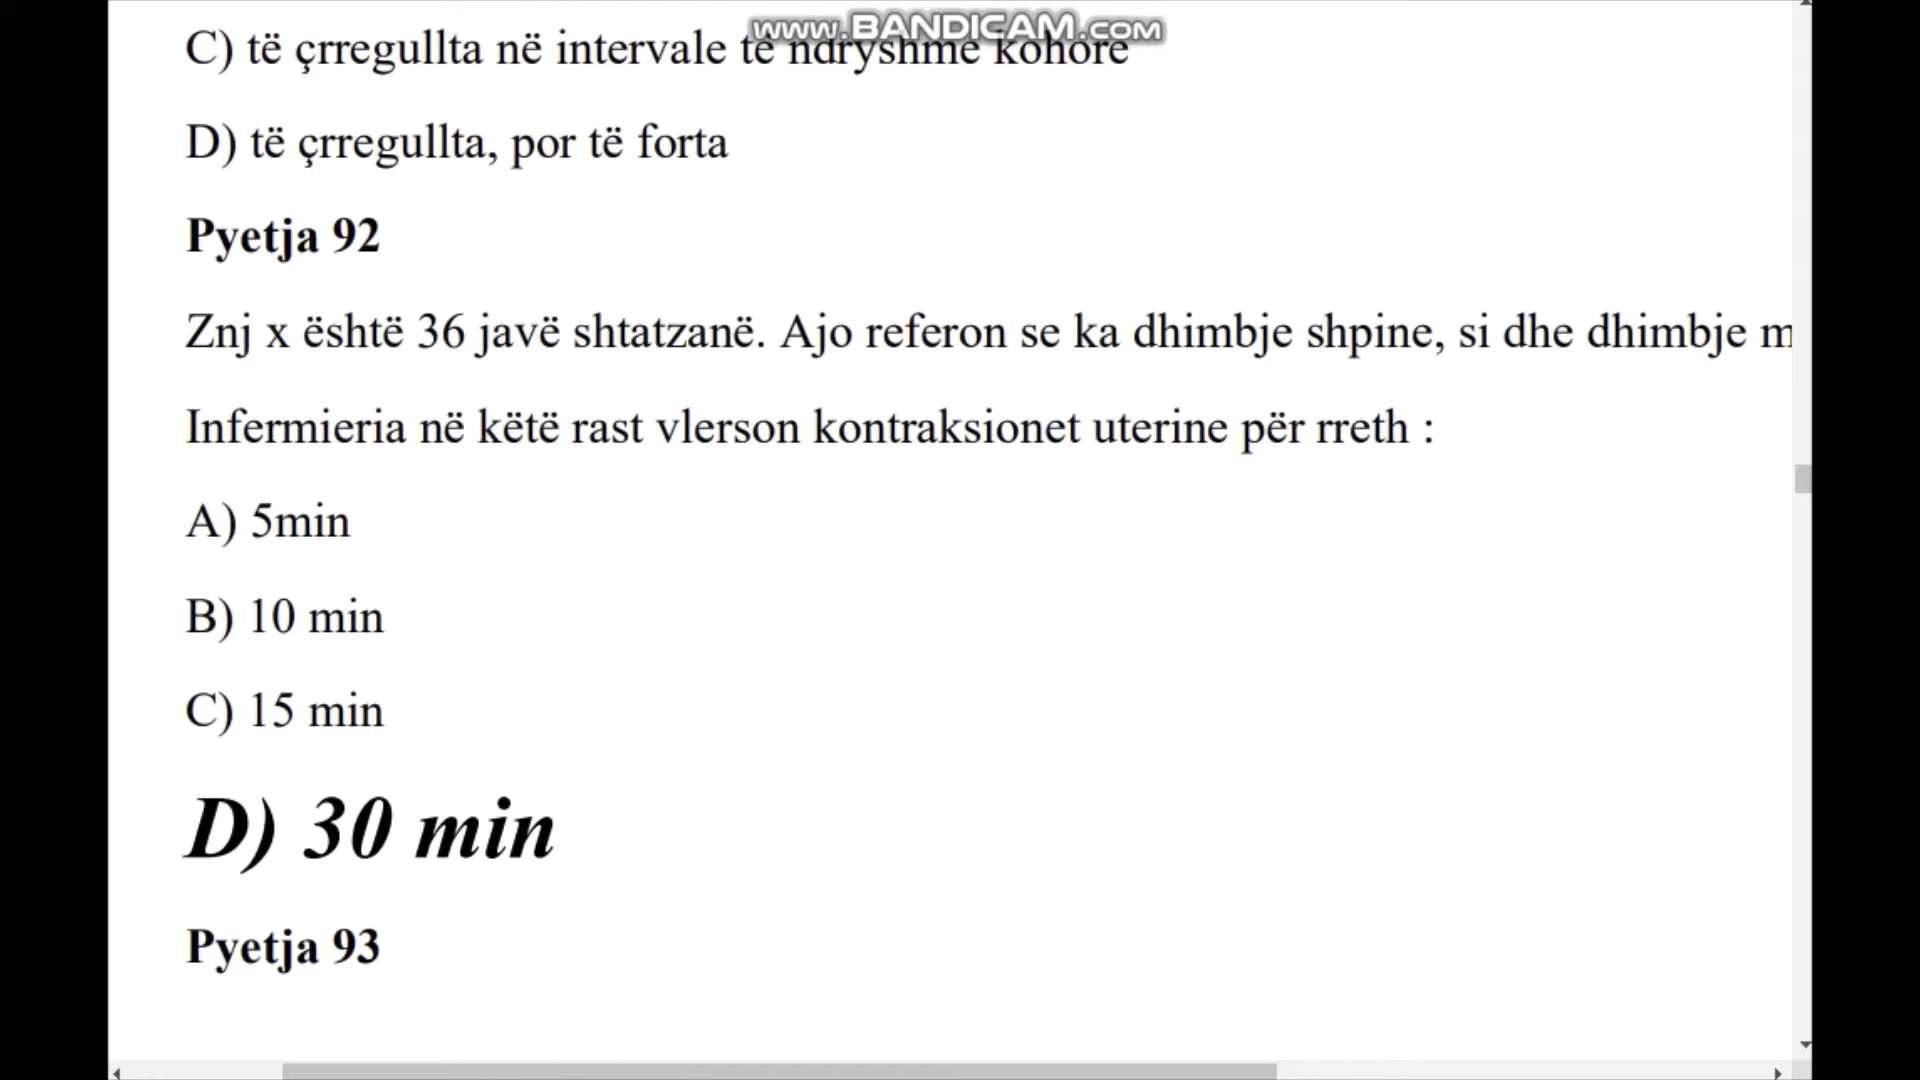 www.BANDICAM.com
C) të çrregullta në intervale të ndryshme kohore
D) të çrregullta, por të forta
Pyetja 92
Znj x është 36 javë shtatzanë. Ajo referon se ka dhimbje shpine, si dhe dhimbje m
Infermieria në këtë rast vlerson kontraksionet uterine për rreth :
A) 5min
B) 10 min
C) 15 min
D) 30 min
Pyetja 93